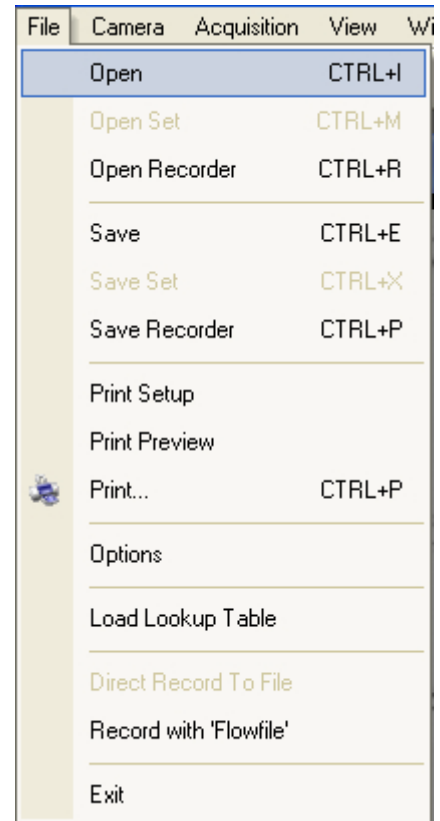 File Camera Acquisition View Wi
Open CTRL+I
Open Set CTRL+M
Open Recorder CTRL+R
Save CTRL+E
Save Set CTRL+X
Save Recorder CTRL+P
Print Setup
Print Preview
Print... CTRL+P
Options
Load Lookup Table
Direct Record To File
Record with 'Flowfile'
Exit